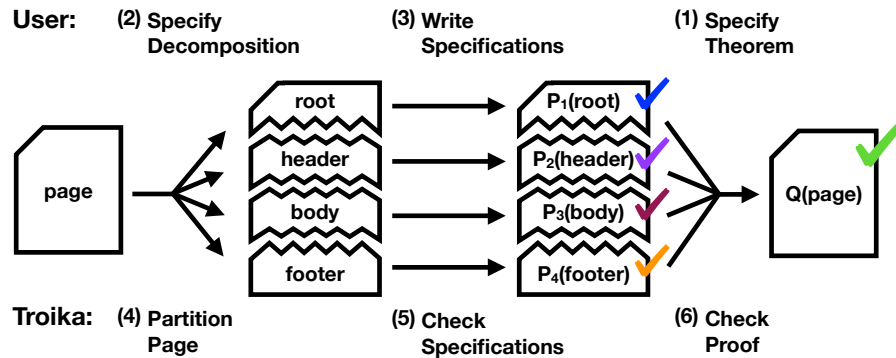 User:
(2) Specify
Decomposition
(3) Write
Specifications
(1) Specify
Theorem
page
root
header
body
footer
P₁(root)
P₂(header)
P₃(body)
P₄(footer)
Q(page)
Troika:
(4) Partition
Page
(5) Check
Specifications
(6) Check
Proof